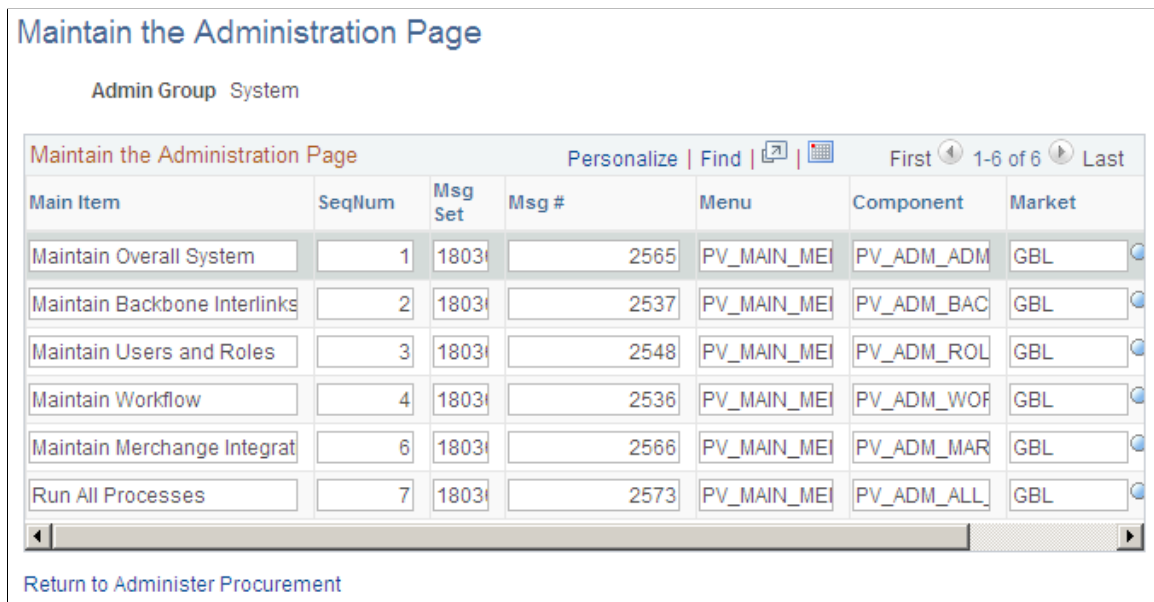 Maintain the Administration Page
Admin Group System
Maintain the Administration Page Personalize | Find | | First 1-6 of 6 Last
Main Item SeqNum Msg Set Msg # Menu Component Market
Maintain Overall System 1 1803 2565 PV_MAIN_ME PV_ADM_ADM GBL
Maintain Backbone Interlinks 2 1803 2537 PV_MAIN_ME PV_ADM_BAC GBL
Maintain Users and Roles 3 1803 2548 PV_MAIN_ME PV_ADM_ROL GBL
Maintain Workflow 4 1803 2536 PV_MAIN_ME PV_ADM_WOR GBL
Maintain Merchange Integrat 6 1803 2566 PV_MAIN_ME PV_ADM_MAR GBL
Run All Processes 7 1803 2573 PV_MAIN_ME PV_ADM_ALL_ GBL
Return to Administer Procurement